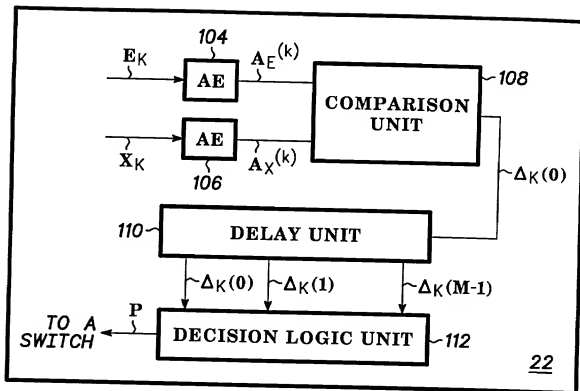 104
E_K
A_E^(k)
AE
108
COMPARISON
UNIT
X_K
AE
106
A_X^(k)
Δ_K(0)
110
DELAY UNIT
Δ_K(0)
Δ_K(1)
Δ_K(M-1)
P
TO A
SWITCH
DECISION LOGIC UNIT
112
22